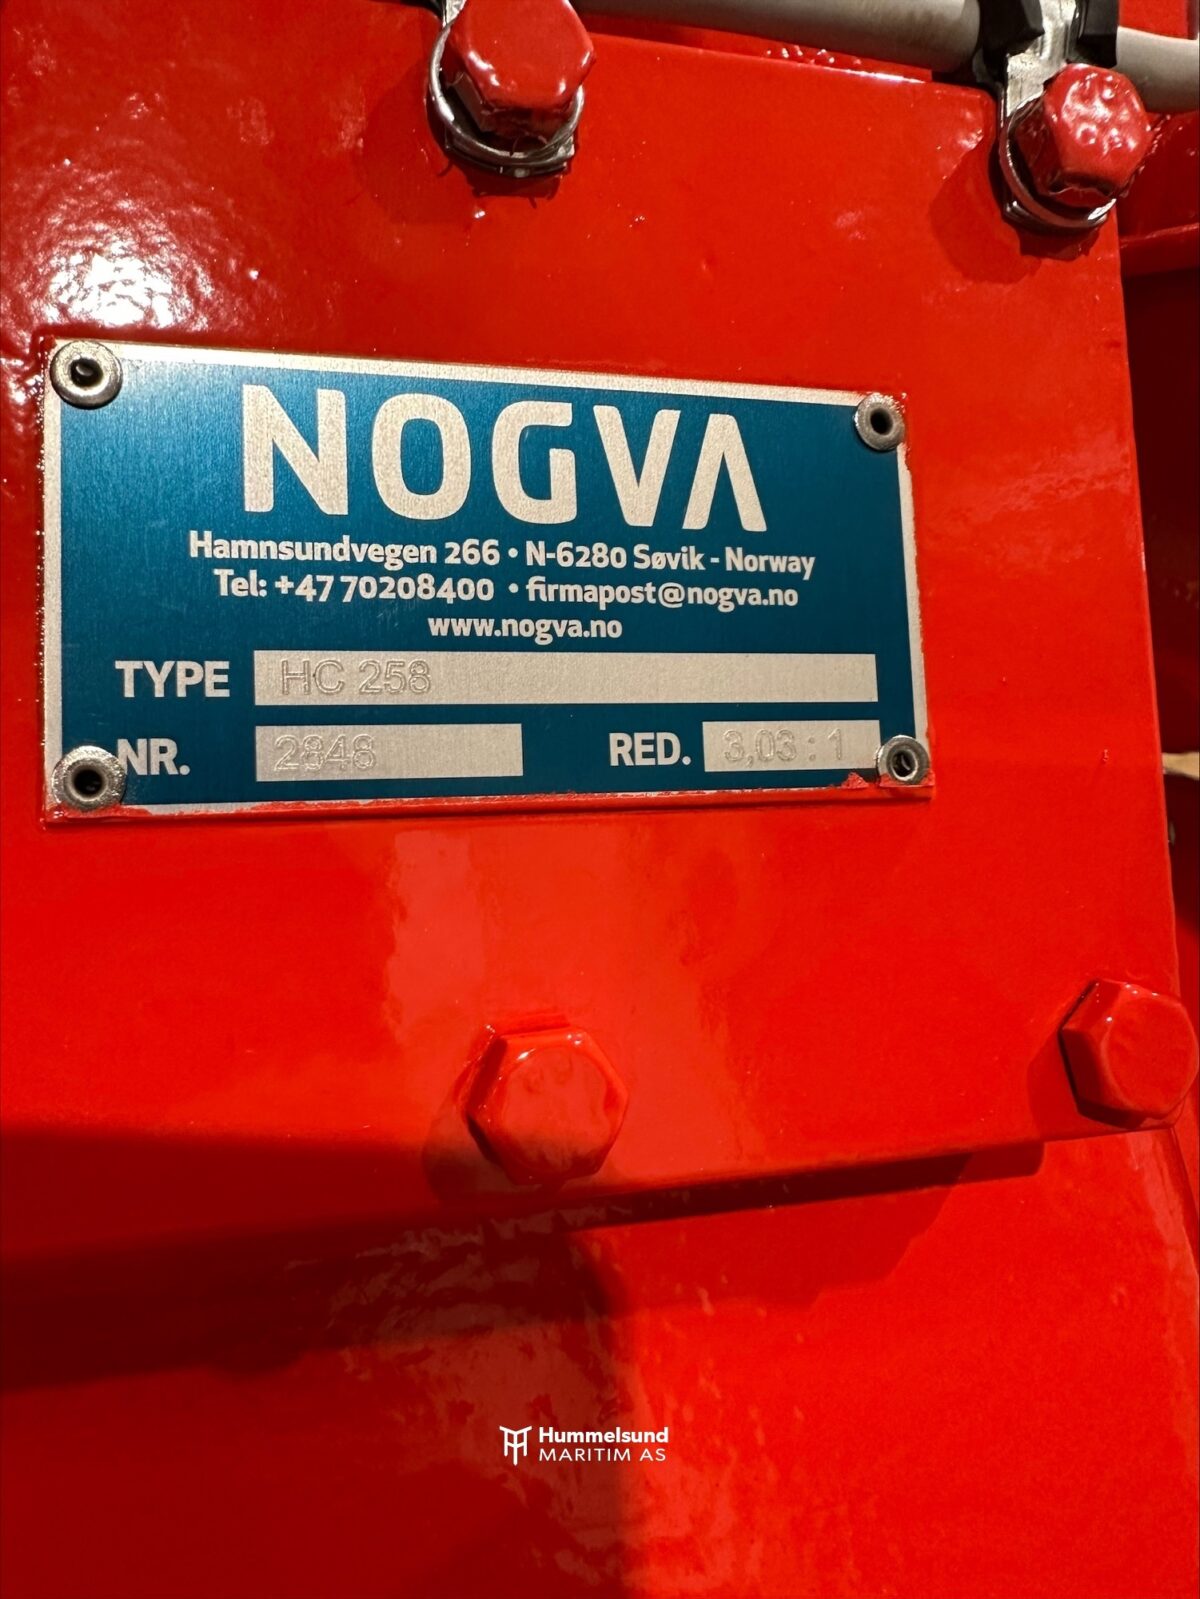 NOGVA
Hamnsundvegen 266 • N-6280 Søvik - Norway
Tel: +47 70208400 • firmapost@nogva.no
www.nogva.no
TYPE HC 258
NR. 2848 RED. 3,03 : 1
Hummelsund
MARITIM AS